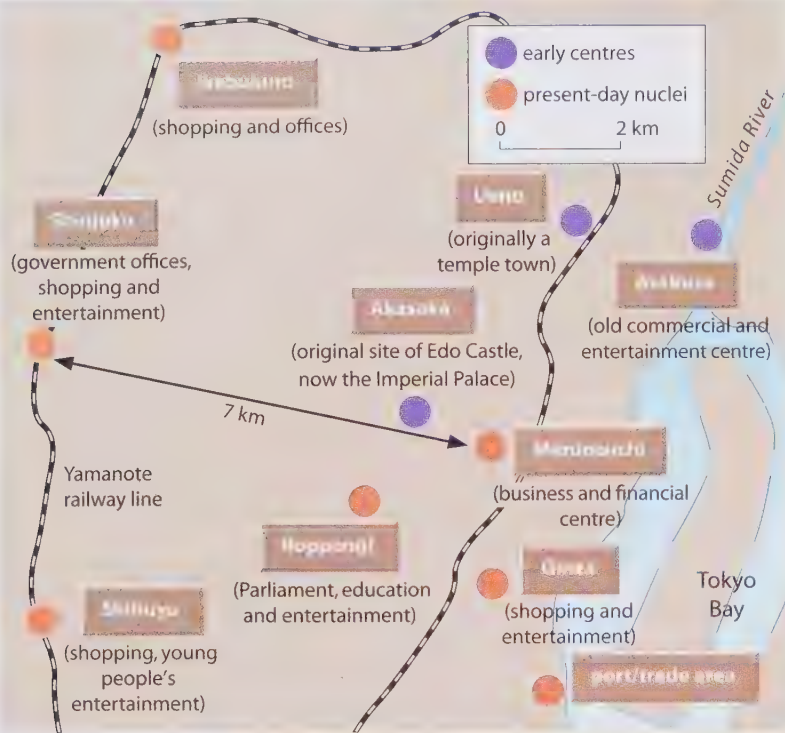 early centres
present-day nuclei
0 2 km
Sumida River
Ikebukuro
(shopping and offices)
Ueno
(originally a
temple town)
Shinjuku
(government offices,
shopping and
entertainment)
Asakusa
(old commercial and
entertainment centre)
Akasaka
(original site of Edo Castle,
now the Imperial Palace)
7 km
(business and financial
centre)
Yamanote
railway line
(Parliament, education
and entertainment)
Ginza
(shopping and
entertainment)
Tokyo
Bay
(shopping, young
people's
entertainment)
port/trade area